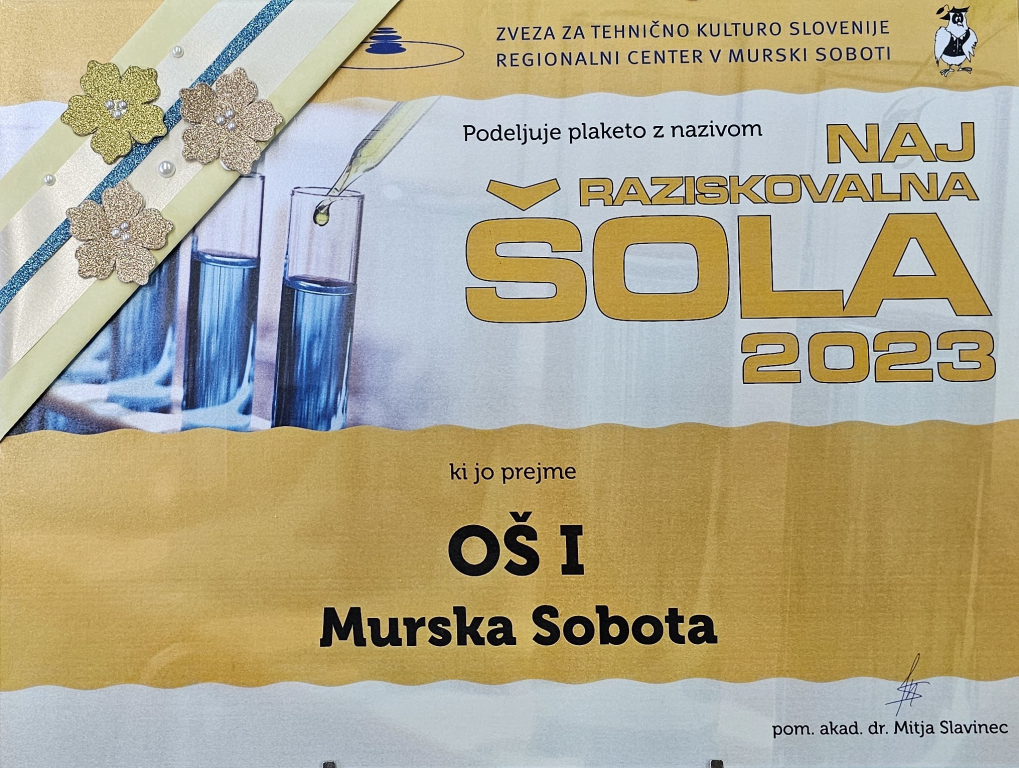 ZVEZA ZA TEHNIČNO KULTURO SLOVENIJE
REGIONALNI CENTER V MURSKI SOBOTI
Podeljuje plaketo z nazivom
NAJ
RAZISKOVALNA
ŠOLA
2023
ki jo prejme
OŠ I
Murska Sobota
pom. akad. dr. Mitja Slavinec